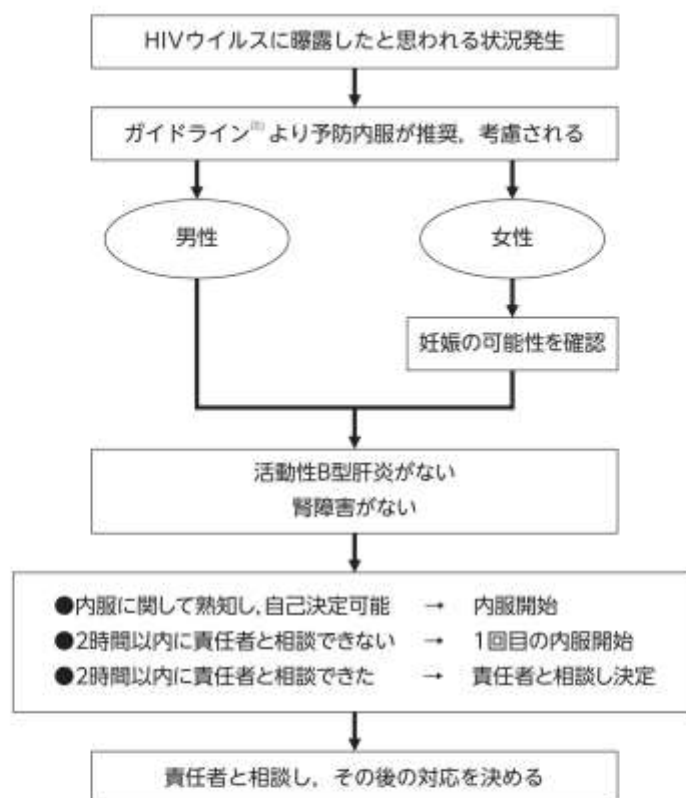 HIVウイルスに曝露したと思われる状況発生
ガイドラインより予防内服が推奨，考慮される
男性
女性
妊娠の可能性を確認
活動性B型肝炎がない
腎障害がない
●内服に関して熟知し，自己決定可能 → 内服開始
●2時間以内に責任者と相談できない → 1回目の内服開始
●2時間以内に責任者と相談できた → 責任者と相談し決定
責任者と相談し，その後の対応を決める